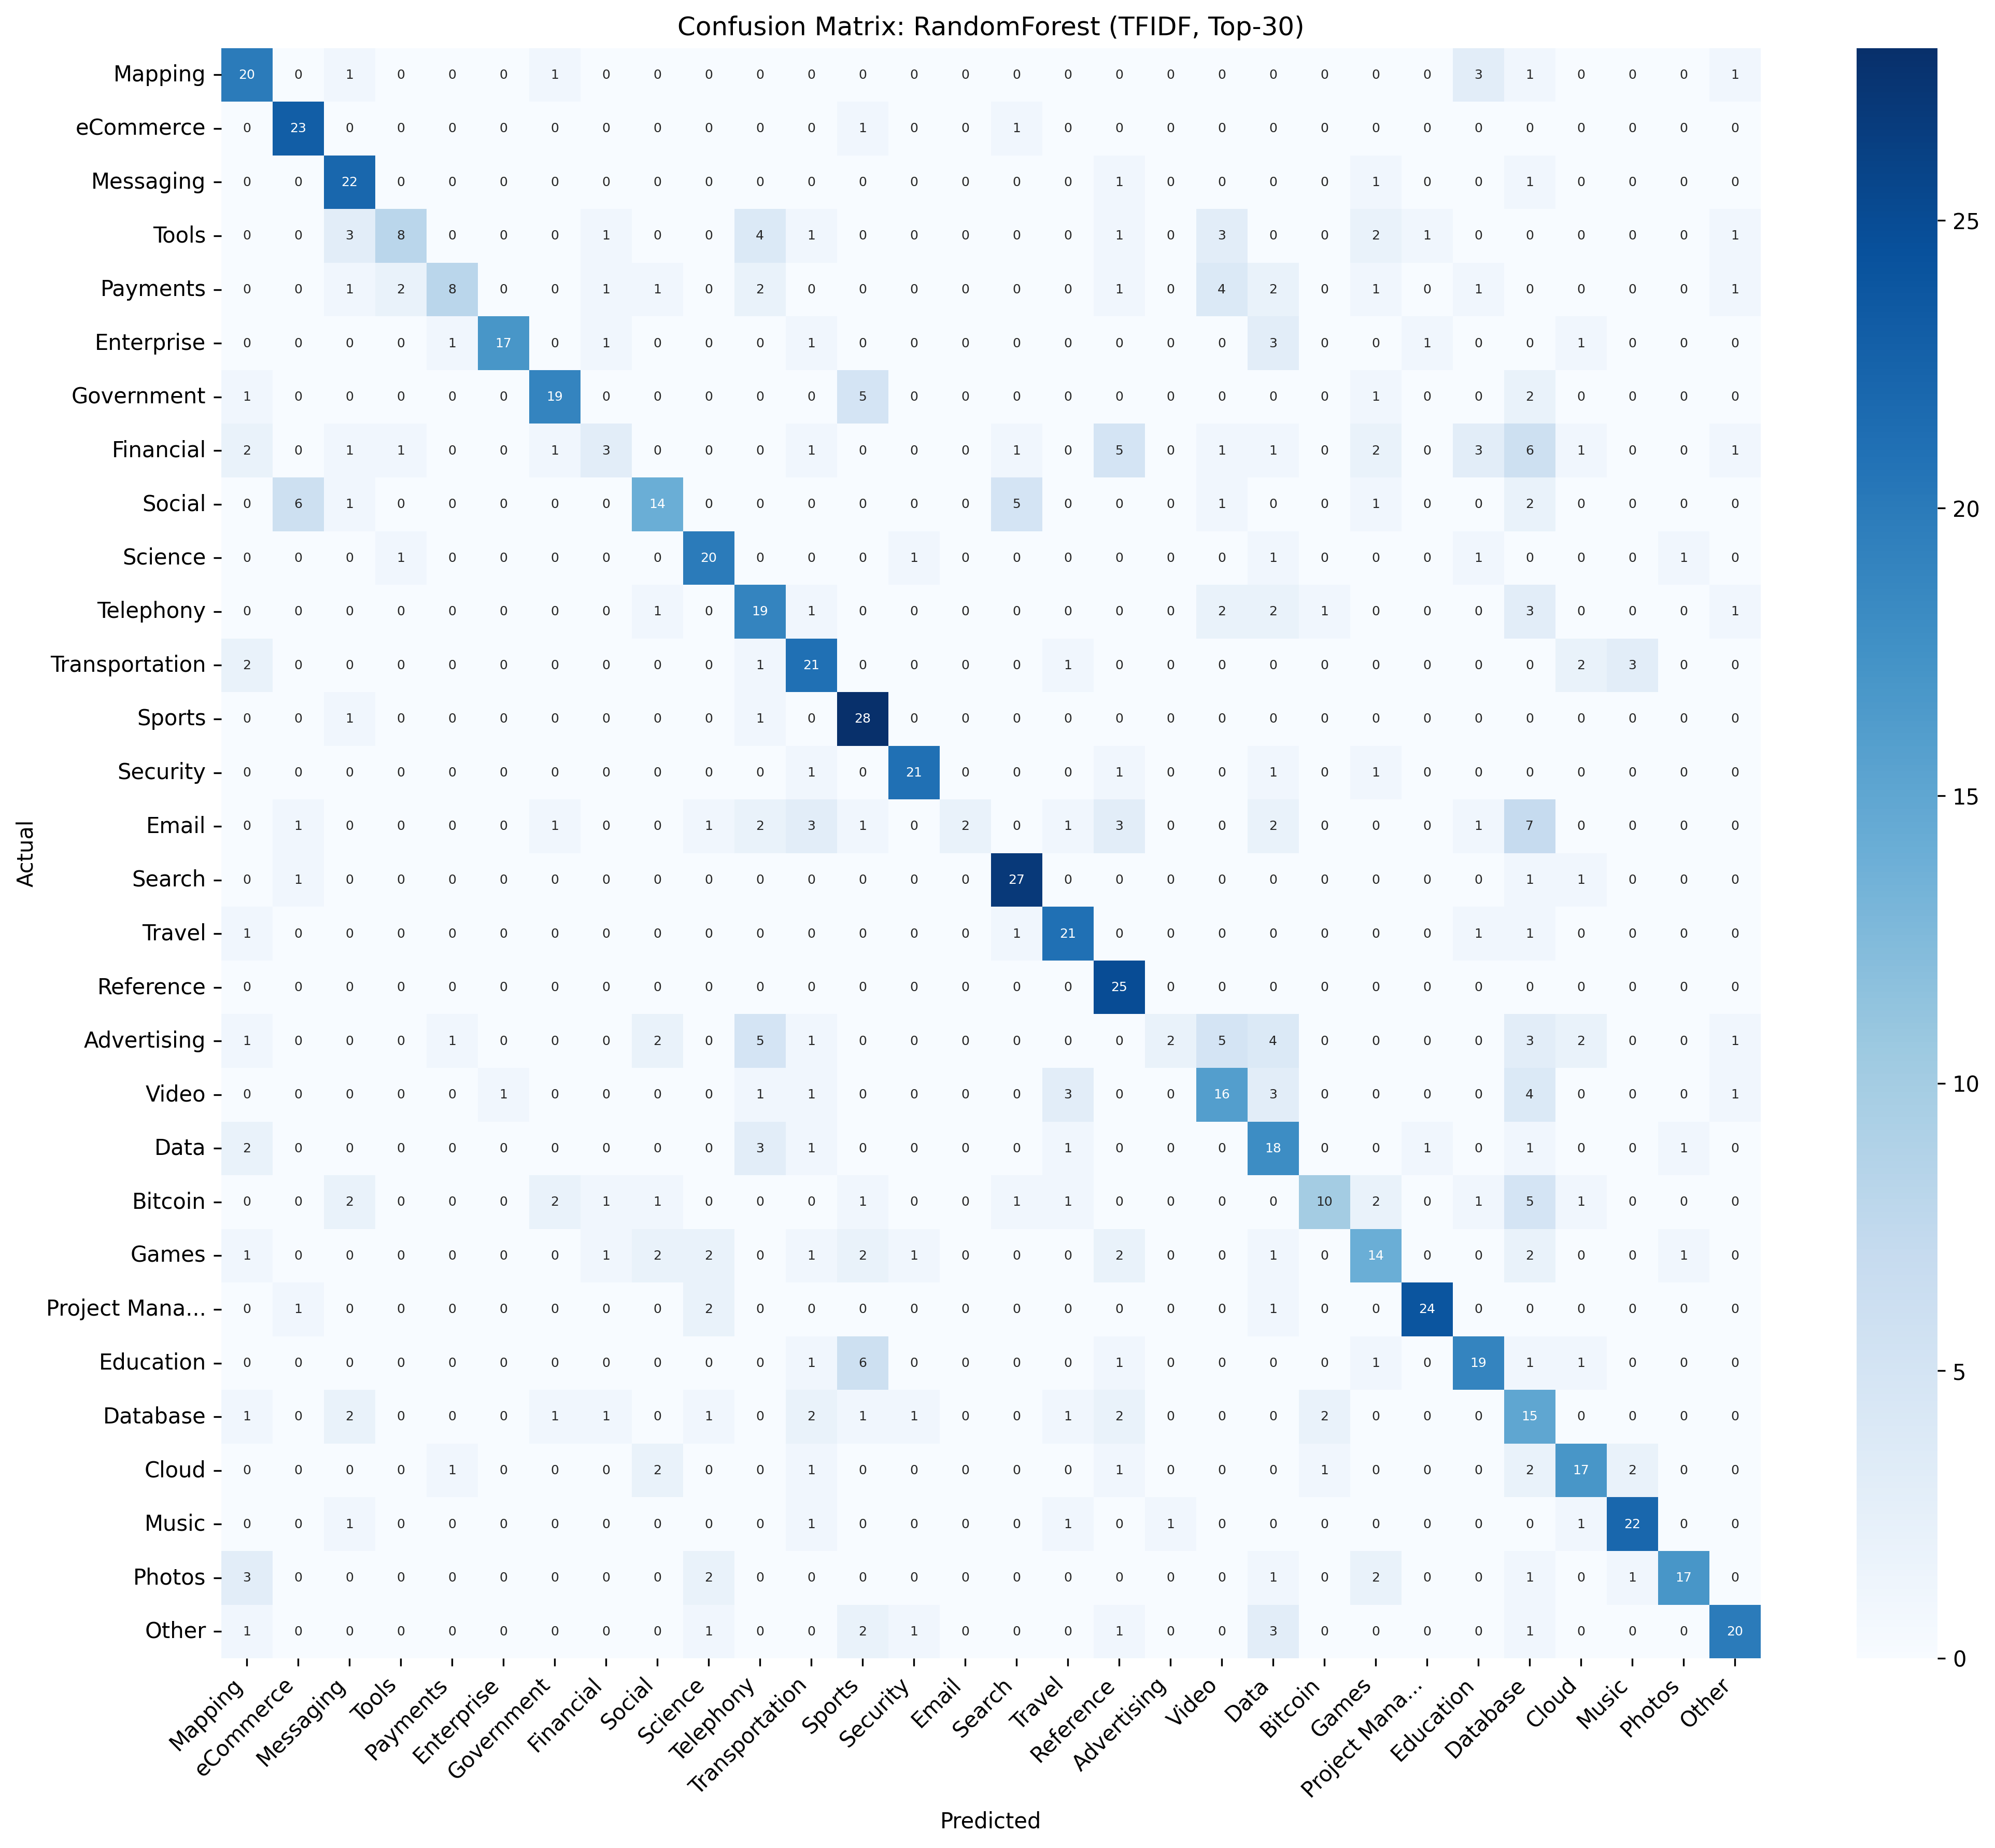 Confusion Matrix: RandomForest (TFIDF, Top-30)
Actual
Mapping 20 0 1 0 0 0 1 0 0 0 0 0 0 0 0 0 0 0 0 0 0 0 0 0 3 1 0 0 0 1
eCommerce 0 23 0 0 0 0 0 0 0 0 0 0 1 0 0 1 0 0 0 0 0 0 0 0 0 0 0 0 0 0
Messaging 0 0 22 0 0 0 0 0 0 0 0 0 0 0 0 0 0 1 0 0 0 0 1 0 0 1 0 0 0 0
Tools 0 0 3 8 0 0 0 1 0 0 4 1 0 0 0 0 0 1 0 3 0 0 2 1 0 0 0 0 0 1
Payments 0 0 1 2 8 0 0 1 1 0 2 0 0 0 0 0 0 1 0 4 2 0 1 0 1 0 0 0 0 1
Enterprise 0 0 0 0 1 17 0 1 0 0 0 1 0 0 0 0 0 0 0 0 3 0 0 1 0 0 1 0 0 0
Government 1 0 0 0 0 0 19 0 0 0 0 0 5 0 0 0 0 0 0 0 0 0 1 0 0 2 0 0 0 0
Financial 2 0 1 1 0 0 1 3 0 0 0 1 0 0 0 1 0 5 0 1 1 0 2 0 3 6 1 0 0 1
Social 0 6 1 0 0 0 0 0 14 0 0 0 0 0 0 5 0 0 0 1 0 0 1 0 0 2 0 0 0 0
Science 0 0 0 1 0 0 0 0 0 20 0 0 0 1 0 0 0 0 0 0 1 0 0 0 1 0 0 0 1 0
Telephony 0 0 0 0 0 0 0 0 1 0 19 1 0 0 0 0 0 0 0 2 2 1 0 0 0 3 0 0 0 1
Transportation 2 0 0 0 0 0 0 0 0 0 1 21 0 0 0 0 1 0 0 0 0 0 0 0 0 0 2 3 0 0
Sports 0 0 1 0 0 0 0 0 0 0 1 0 28 0 0 0 0 0 0 0 0 0 0 0 0 0 0 0 0 0
Security 0 0 0 0 0 0 0 0 0 0 0 1 0 21 0 0 0 1 0 0 1 0 1 0 0 0 0 0 0 0
Email 0 1 0 0 0 0 1 0 0 1 2 3 1 0 2 0 1 3 0 0 2 0 0 0 1 7 0 0 0 0
Search 0 1 0 0 0 0 0 0 0 0 0 0 0 0 0 27 0 0 0 0 0 0 0 0 0 1 1 0 0 0
Travel 1 0 0 0 0 0 0 0 0 0 0 0 0 0 0 1 21 0 0 0 0 0 0 0 1 1 0 0 0 0
Reference 0 0 0 0 0 0 0 0 0 0 0 0 0 0 0 0 0 25 0 0 0 0 0 0 0 0 0 0 0 0
Advertising 1 0 0 0 1 0 0 0 2 0 5 1 0 0 0 0 0 0 2 5 4 0 0 0 0 3 2 0 0 1
Video 0 0 0 0 0 1 0 0 0 0 1 1 0 0 0 0 3 0 0 16 3 0 0 0 0 4 0 0 0 1
Data 2 0 0 0 0 0 0 0 0 0 3 1 0 0 0 0 1 0 0 0 18 0 0 1 0 1 0 0 1 0
Bitcoin 0 0 2 0 0 0 2 1 1 0 0 0 1 0 0 1 1 0 0 0 0 10 2 0 1 5 1 0 0 0
Games 1 0 0 0 0 0 0 1 2 2 0 1 2 1 0 0 0 2 0 0 1 0 14 0 0 2 0 0 1 0
Project Mana... 0 1 0 0 0 0 0 0 0 2 0 0 0 0 0 0 0 0 0 0 1 0 0 24 0 0 0 0 0 0
Education 0 0 0 0 0 0 0 0 0 0 0 1 6 0 0 0 0 1 0 0 0 0 1 0 19 1 1 0 0 0
Database 1 0 2 0 0 0 1 1 0 1 0 2 1 1 0 0 1 2 0 0 0 2 0 0 0 15 0 0 0 0
Cloud 0 0 0 0 1 0 0 0 2 0 0 1 0 0 0 0 0 1 0 0 0 1 0 0 0 2 17 2 0 0
Music 0 0 1 0 0 0 0 0 0 0 0 1 0 0 0 0 1 0 1 0 0 0 0 0 0 0 1 22 0 0
Photos 3 0 0 0 0 0 0 0 0 2 0 0 0 0 0 0 0 0 0 0 1 0 2 0 0 1 0 1 17 0
Other 1 0 0 0 0 0 0 0 0 1 0 0 2 1 0 0 0 1 0 0 3 0 0 0 0 1 0 0 0 20
Mapping eCommerce Messaging Tools Payments Enterprise Government Financial Social Science Telephony Transportation Sports Security Email Search Travel Reference Advertising Video Data Bitcoin Games Project Mana... Education Database Cloud Music Photos Other
Predicted
25
20
15
10
5
0